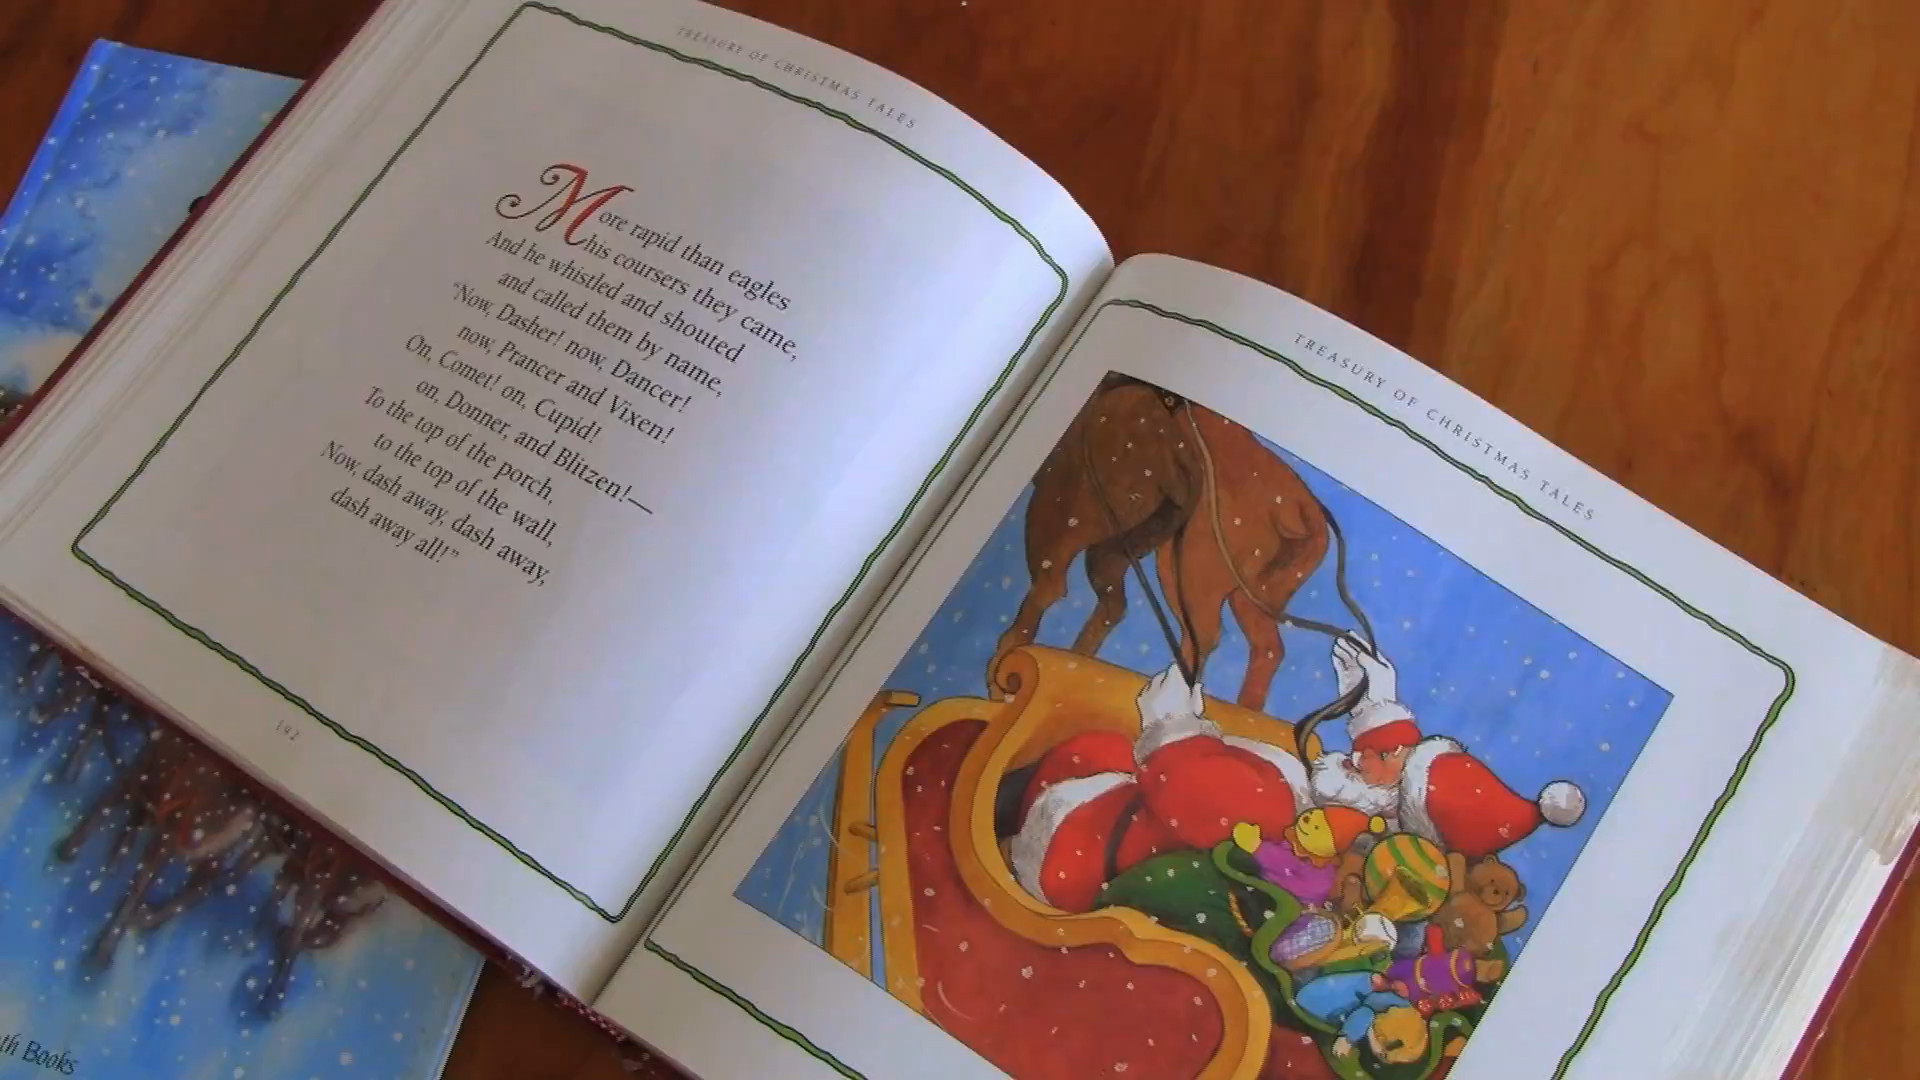 TREASURY OF CHRISTMAS TALES
More rapid than eagles
his coursers they came,
And he whistled and shouted
and called them by name,
"Now, Dasher! now, Dancer!
now, Prancer and Vixen!
On, Comet! on, Cupid!
on, Donner, and Blitzen!—
To the top of the porch,
to the top of the wall,
Now, dash away, dash away,
dash away all!"
192
TREASURY OF CHRISTMAS TALES
Books